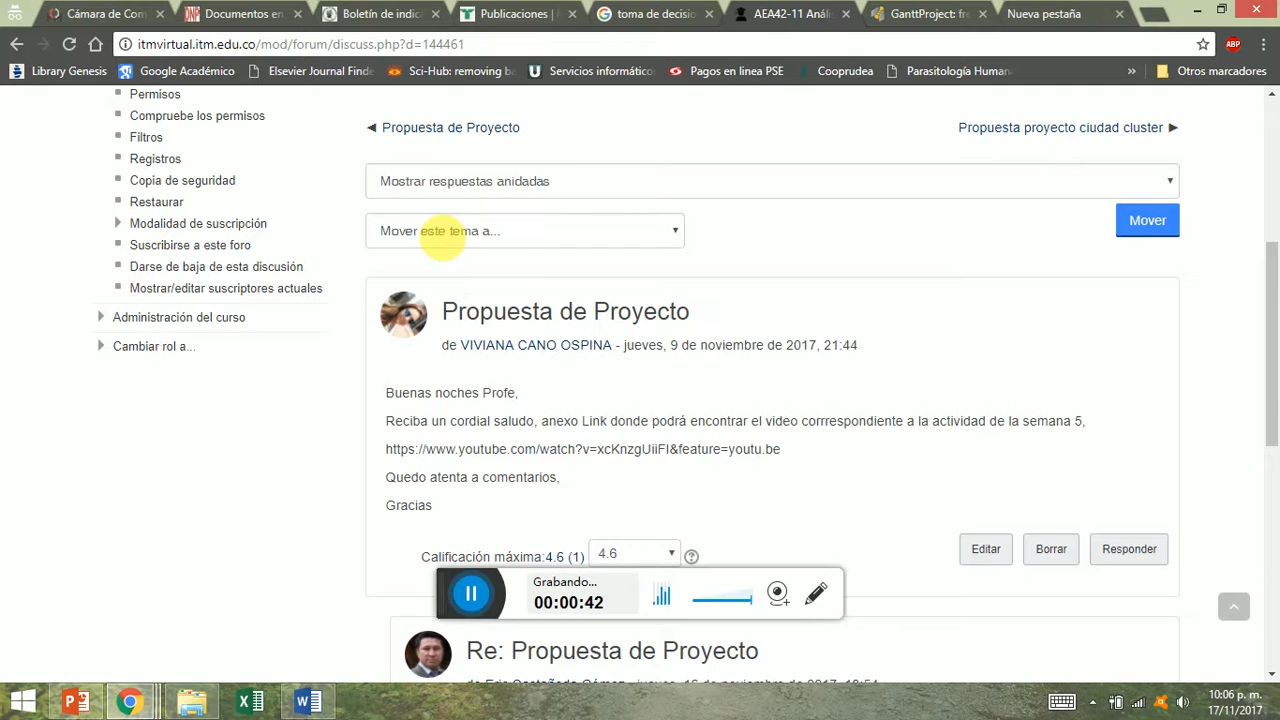 Cámara de Com
Documentos en
Boletín de indica
Publicaciones |
toma de decisio
AEA42-11 Anális
GanttProject: fre
Nueva pestaña
itmvirtual.itm.edu.co/mod/forum/discuss.php?d=144461
ABP
Library Genesis
Google Académico
Elsevier Journal Finde
Sci-Hub: removing ba
Servicios informático
Pagos en linea PSE
Cooprudea
Parasitología Humana
»
Otros marcadores
Permisos
Compruebe los permisos
Filtros
Registros
Copia de seguridad
Restaurar
Modalidad de suscripción
Suscribirse a este foro
Darse de baja de esta discusión
Mostrar/editar suscriptores actuales
Administración del curso
Cambiar rol a...
◄ Propuesta de Proyecto
Propuesta proyecto ciudad cluster ►
Mostrar respuestas anidadas
Mover este tema a...
Mover
Propuesta de Proyecto
de VIVIANA CANO OSPINA - jueves, 9 de noviembre de 2017, 21:44
Buenas noches Profe,
Reciba un cordial saludo, anexo Link donde podrá encontrar el video corrrespondiente a la actividad de la semana 5,
https://www.youtube.com/watch?v=xcKnzgUiiFI&feature=youtu.be
Quedo atenta a comentarios,
Gracias
Calificación máxima:4.6 (1)
4.6
Editar
Borrar
Responder
Grabando...
00:00:42
Re: Propuesta de Proyecto
10:06 p. m.
17/11/2017